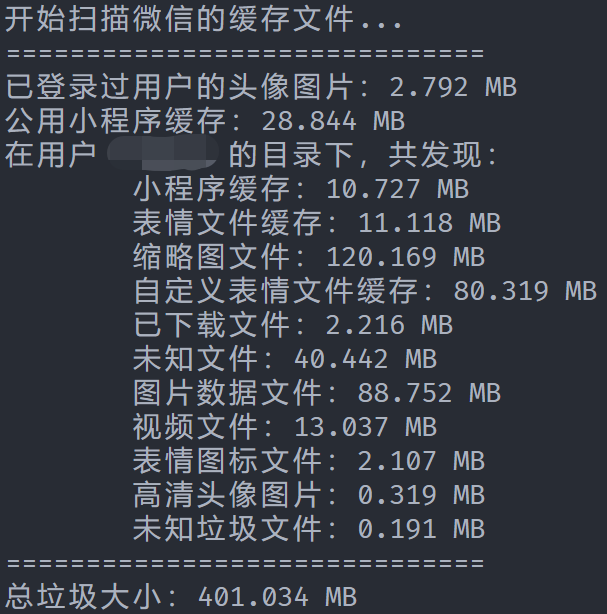 开始扫描微信的缓存文件...
==============================
已登录过用户的头像图片：2.792 MB
公用小程序缓存：28.844 MB
在用户 的目录下，共发现：
小程序缓存：10.727 MB
表情文件缓存：11.118 MB
缩略图文件：120.169 MB
自定义表情文件缓存：80.319 MB
已下载文件：2.216 MB
未知文件：40.442 MB
图片数据文件：88.752 MB
视频文件：13.037 MB
表情图标文件：2.107 MB
高清头像图片：0.319 MB
未知垃圾文件：0.191 MB
==============================
总垃圾大小：401.034 MB